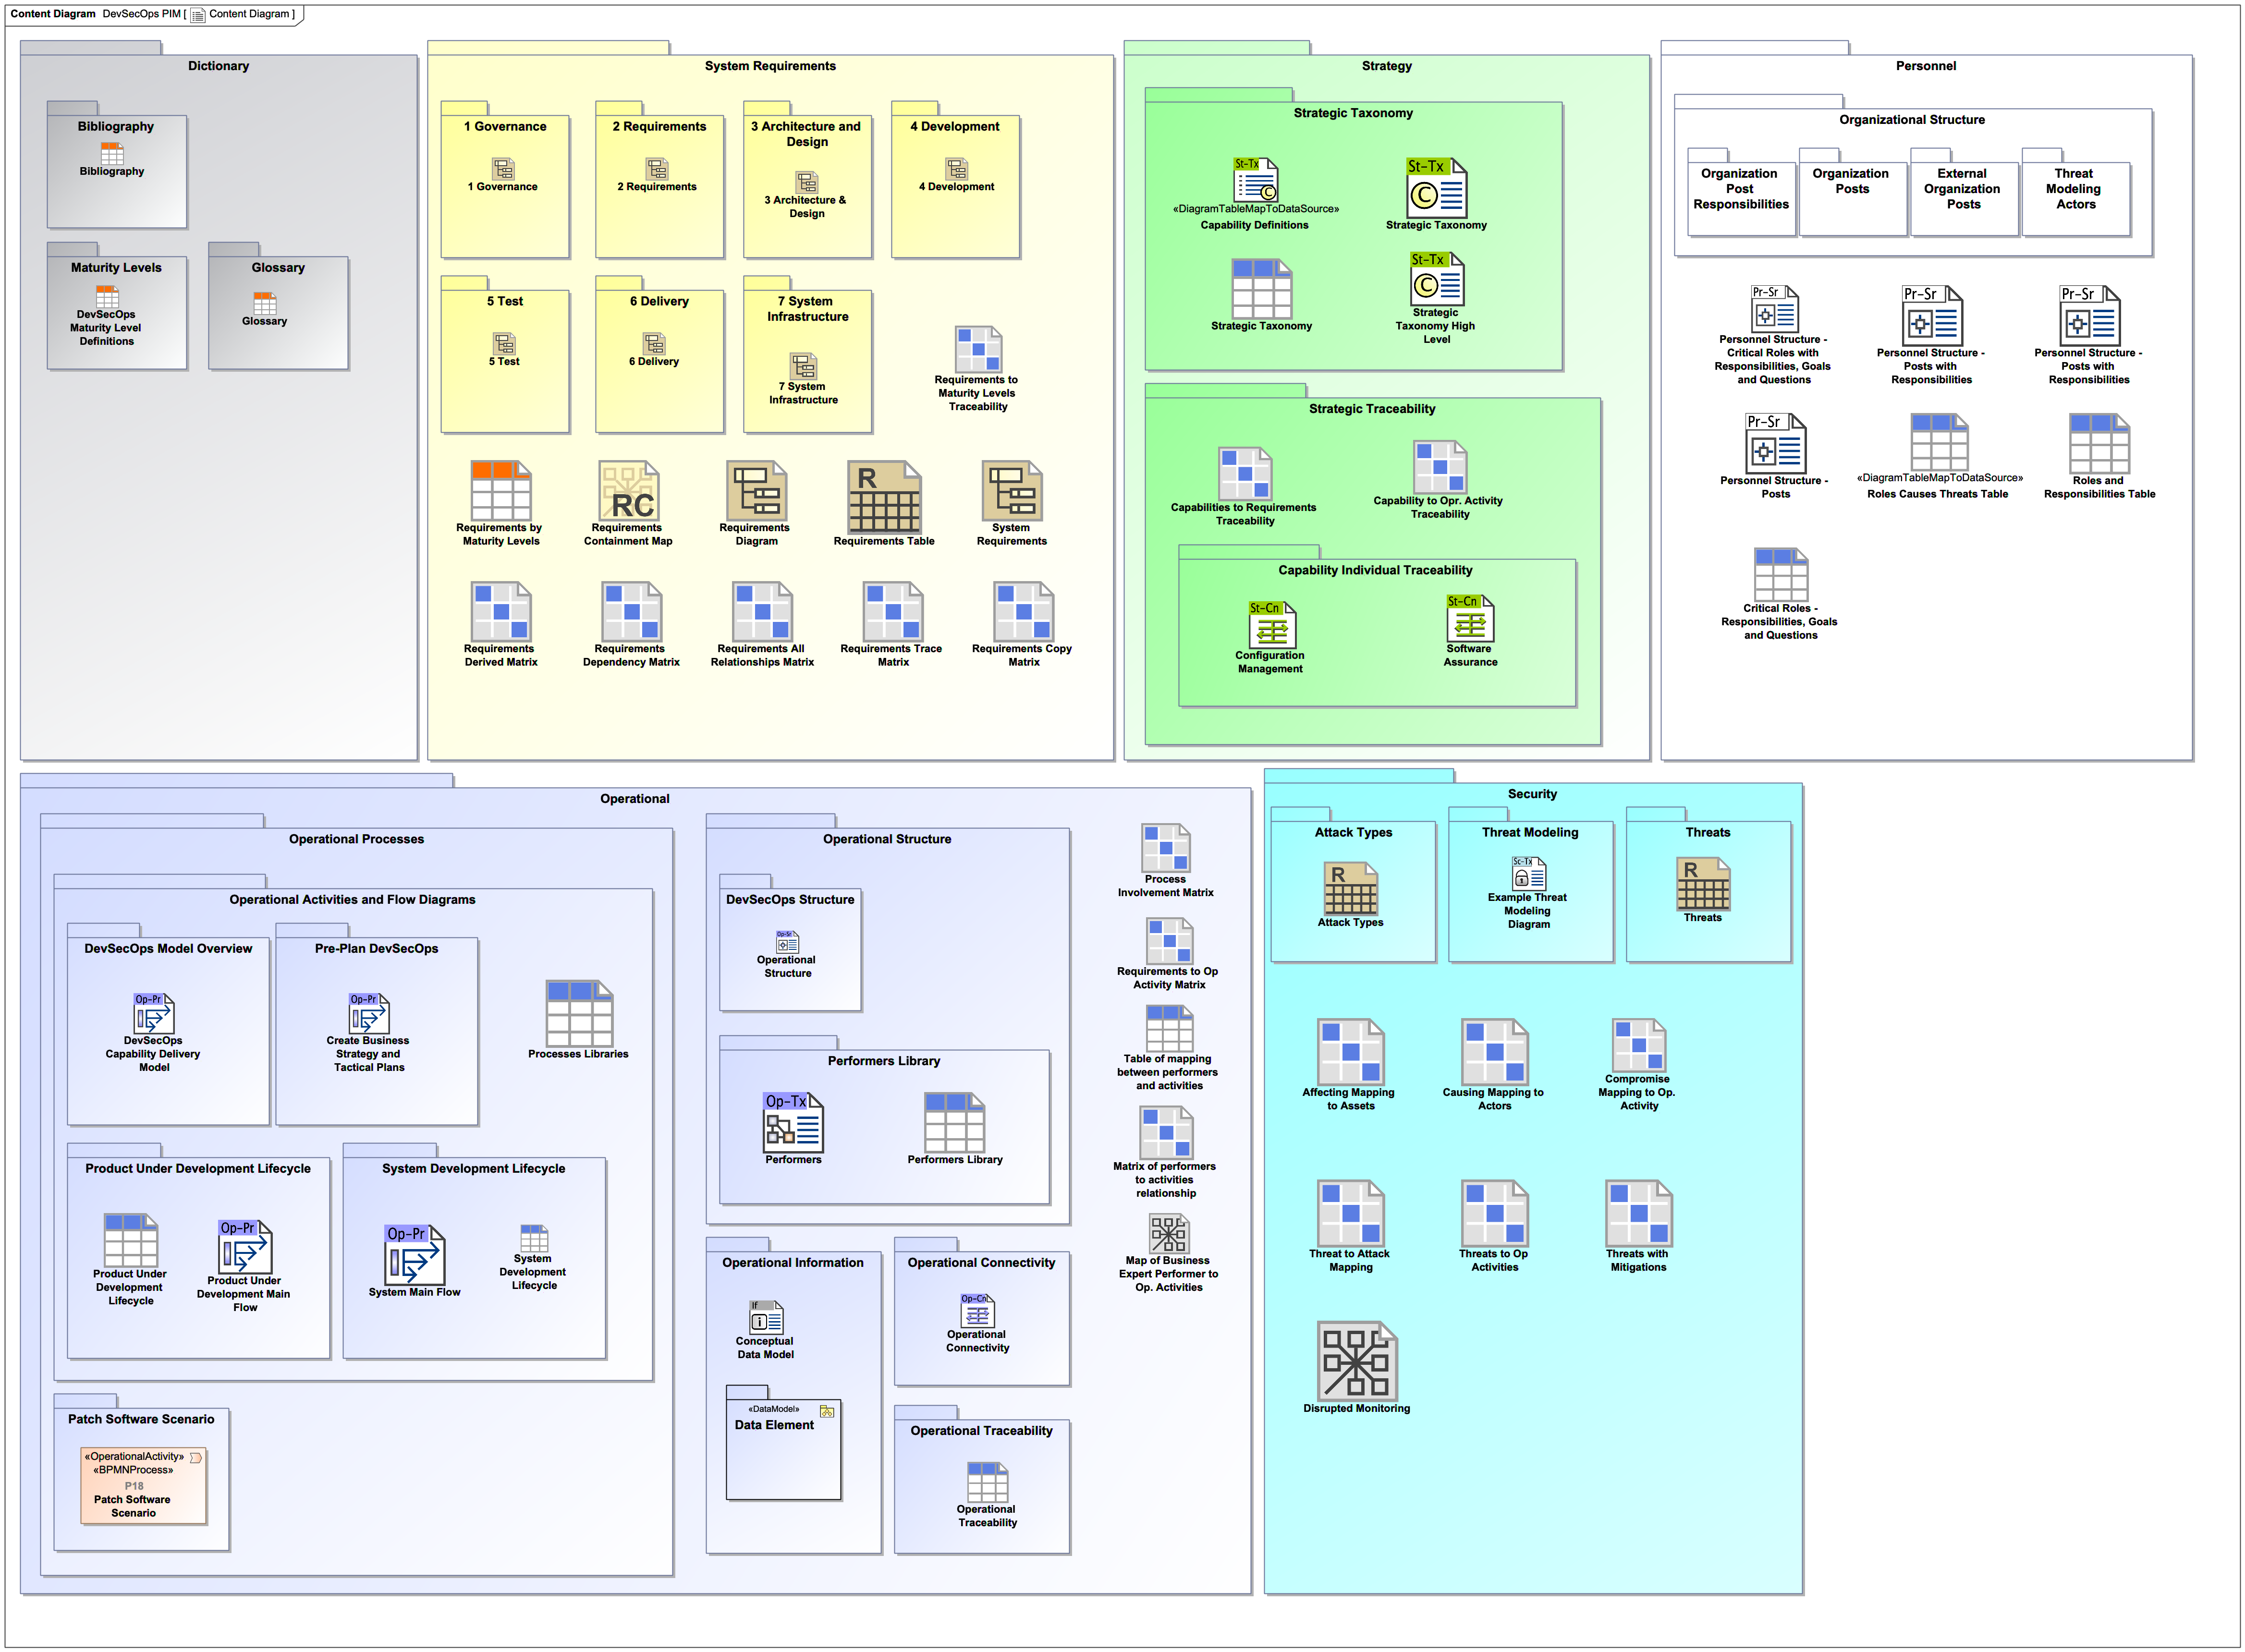 Content Diagram DevSecOps PIM [ Content Diagram ]
Dictionary
Bibliography
Bibliography
Maturity Levels
DevSecOps
Maturity Level
Definitions
Glossary
Glossary
System Requirements
1 Governance
1 Governance
2 Requirements
2 Requirements
3 Architecture and
Design
3 Architecture &
Design
4 Development
4 Development
5 Test
5 Test
6 Delivery
6 Delivery
7 System
Infrastructure
7 System
Infrastructure
Requirements to
Maturity Levels
Traceability
Requirements by
Maturity Levels
RC
Requirements
Containment Map
Requirements
Diagram
R
Requirements Table
System
Requirements
Requirements
Derived Matrix
Requirements
Dependency Matrix
Requirements All
Relationships Matrix
Requirements Trace
Matrix
Requirements Copy
Matrix
Strategy
Strategic Taxonomy
St-Tx
C
«DiagramTableMapToDataSource»
Capability Definitions
St-Tx
C
Strategic Taxonomy
Strategic Taxonomy
St-Tx
C
Strategic
Taxonomy High
Level
Strategic Traceability
Capabilities to Requirements
Traceability
Capability to Opr. Activity
Traceability
Capability Individual Traceability
St-Cn
Configuration
Management
St-Cn
Software
Assurance
Personnel
Organizational Structure
Organization
Post
Responsibilities
Organization
Posts
External
Organization
Posts
Threat
Modeling
Actors
Pr-Sr
Personnel Structure -
Critical Roles with
Responsibilities, Goals
and Questions
Pr-Sr
Personnel Structure -
Posts with
Responsibilities
Pr-Sr
Personnel Structure -
Posts with
Responsibilities
Pr-Sr
Personnel Structure -
Posts
«DiagramTableMapToDataSource»
Roles Causes Threats Table
Roles and
Responsibilities Table
Critical Roles -
Responsibilities, Goals
and Questions
Operational
Operational Processes
Operational Activities and Flow Diagrams
DevSecOps Model Overview
Op-Pr
DevSecOps
Capability Delivery
Model
Pre-Plan DevSecOps
Op-Pr
Create Business
Strategy and
Tactical Plans
Processes Libraries
Product Under Development Lifecycle
Product Under
Development
Lifecycle
Op-Pr
Product Under
Development Main
Flow
System Development Lifecycle
Op-Pr
System Main Flow
System
Development
Lifecycle
Patch Software Scenario
«OperationalActivity»
«BPMNProcess»
P18
Patch Software
Scenario
Operational Structure
DevSecOps Structure
Op-Sr
Operational
Structure
Performers Library
Op-Tx
Performers
Performers Library
Operational Information
If
i
Conceptual
Data Model
«DataModel»
Data Element
Operational Connectivity
Op-Cn
Operational
Connectivity
Operational Traceability
Operational
Traceability
Process
Involvement Matrix
Requirements to Op
Activity Matrix
Table of mapping
between performers
and activities
Matrix of performers
to activities
relationship
Map of Business
Expert Performer to
Op. Activities
Security
Attack Types
R
Attack Types
Threat Modeling
Sc-Tx
Example Threat
Modeling
Diagram
Threats
R
Threats
Affecting Mapping
to Assets
Causing Mapping to
Actors
Compromise
Mapping to Op.
Activity
Threat to Attack
Mapping
Threats to Op
Activities
Threats with
Mitigations
Disrupted Monitoring